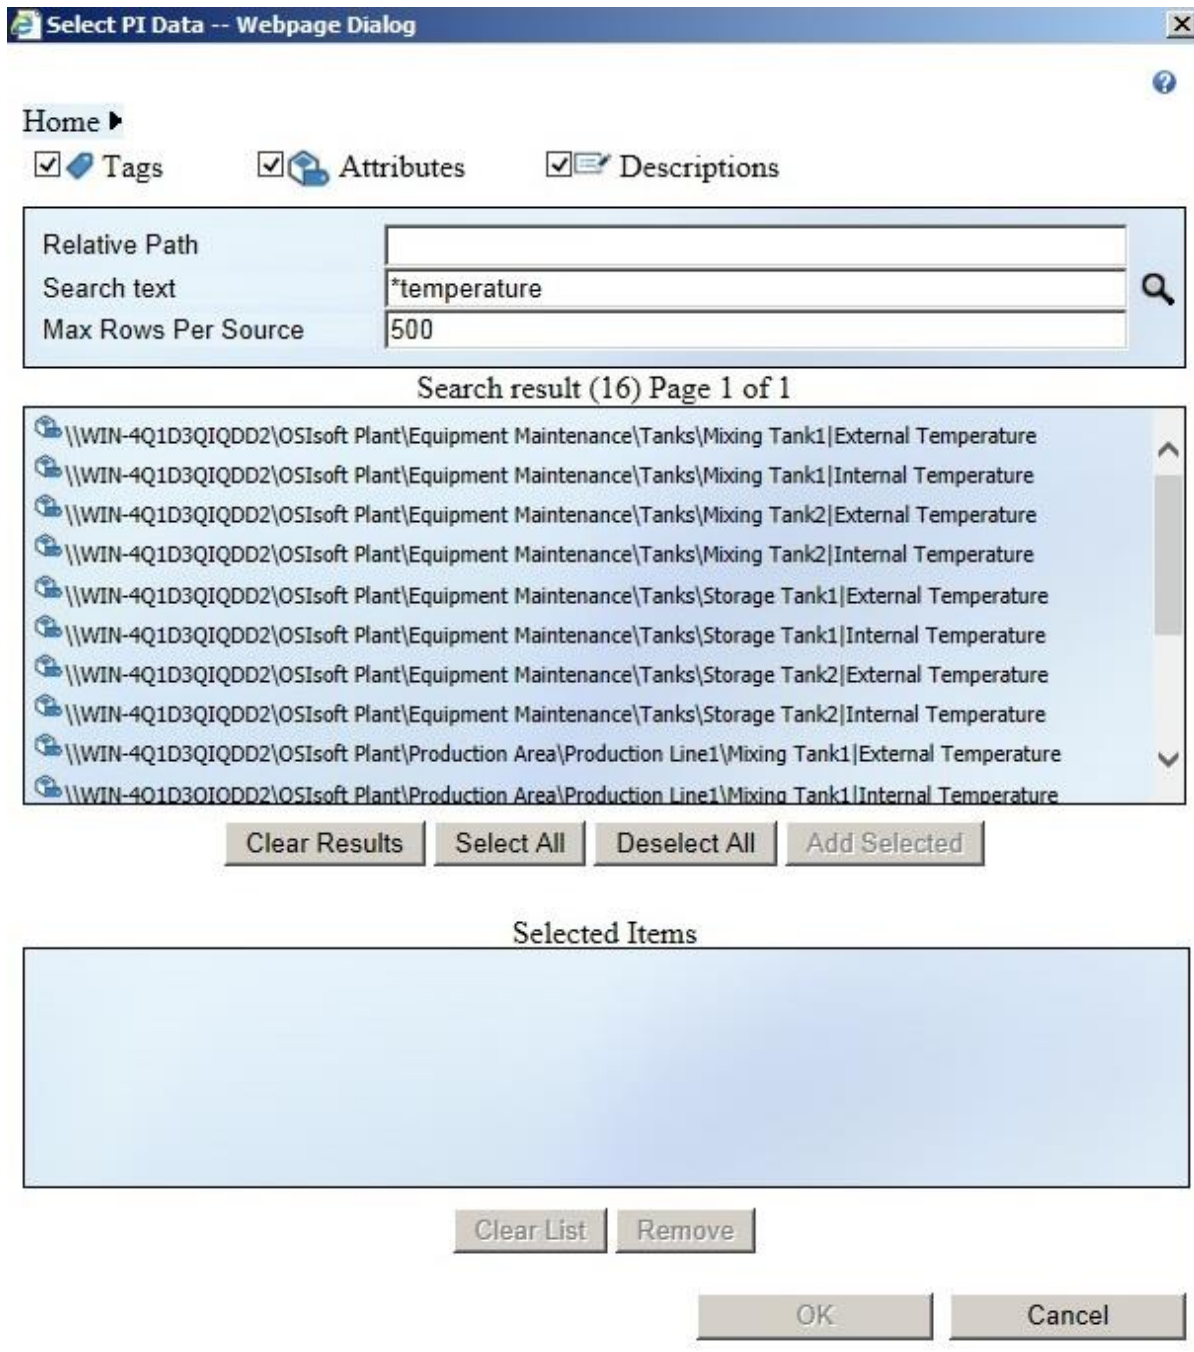 Select PI Data -- Webpage Dialog
Home
Tags Attributes Descriptions
Relative Path
Search text *temperature
Max Rows Per Source 500
Search result (16) Page 1 of 1
\\WIN-4Q1D3QIQDD2\OSIsoft Plant\Equipment Maintenance\Tanks\Mixing Tank1|External Temperature
\\WIN-4Q1D3QIQDD2\OSIsoft Plant\Equipment Maintenance\Tanks\Mixing Tank1|Internal Temperature
\\WIN-4Q1D3QIQDD2\OSIsoft Plant\Equipment Maintenance\Tanks\Mixing Tank2|External Temperature
\\WIN-4Q1D3QIQDD2\OSIsoft Plant\Equipment Maintenance\Tanks\Mixing Tank2|Internal Temperature
\\WIN-4Q1D3QIQDD2\OSIsoft Plant\Equipment Maintenance\Tanks\Storage Tank1|External Temperature
\\WIN-4Q1D3QIQDD2\OSIsoft Plant\Equipment Maintenance\Tanks\Storage Tank1|Internal Temperature
\\WIN-4Q1D3QIQDD2\OSIsoft Plant\Equipment Maintenance\Tanks\Storage Tank2|External Temperature
\\WIN-4Q1D3QIQDD2\OSIsoft Plant\Equipment Maintenance\Tanks\Storage Tank2|Internal Temperature
\\WIN-4Q1D3QIQDD2\OSIsoft Plant\Production Area\Production Line1\Mixing Tank1|External Temperature
\\WIN-4Q1D3QIQDD2\OSIsoft Plant\Production Area\Production Line1\Mixing Tank1|Internal Temperature
Clear Results Select All Deselect All Add Selected
Selected Items
Clear List Remove
OK Cancel